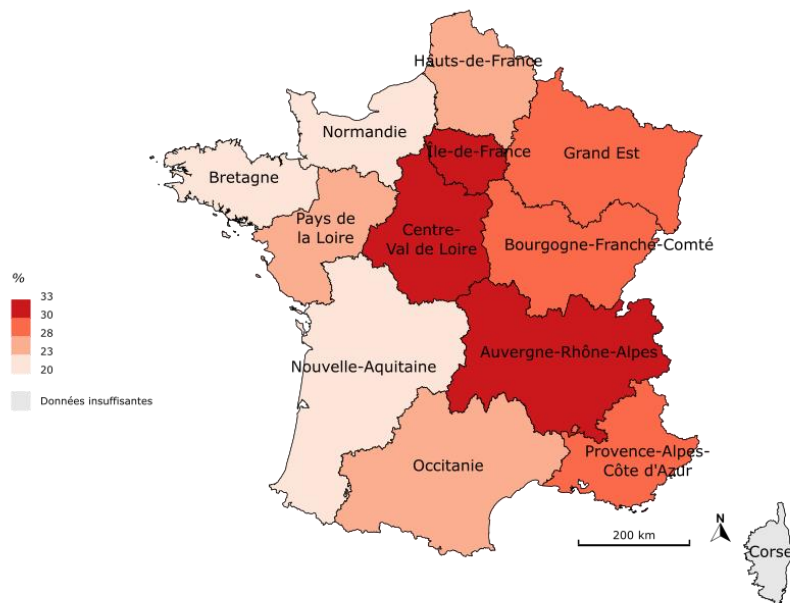 Hauts-de-France
Normandie
Île-de-France
Grand Est
Bretagne
Pays de
la Loire
Centre-
Val de Loire
Bourgogne-Franche-Comté
%
33
30
28
23
20
Données insuffisantes
Nouvelle-Aquitaine
Auvergne-Rhône-Alpes
Occitanie
Provence-Alpes-
Côte d'Azur
200 km
N
Corse